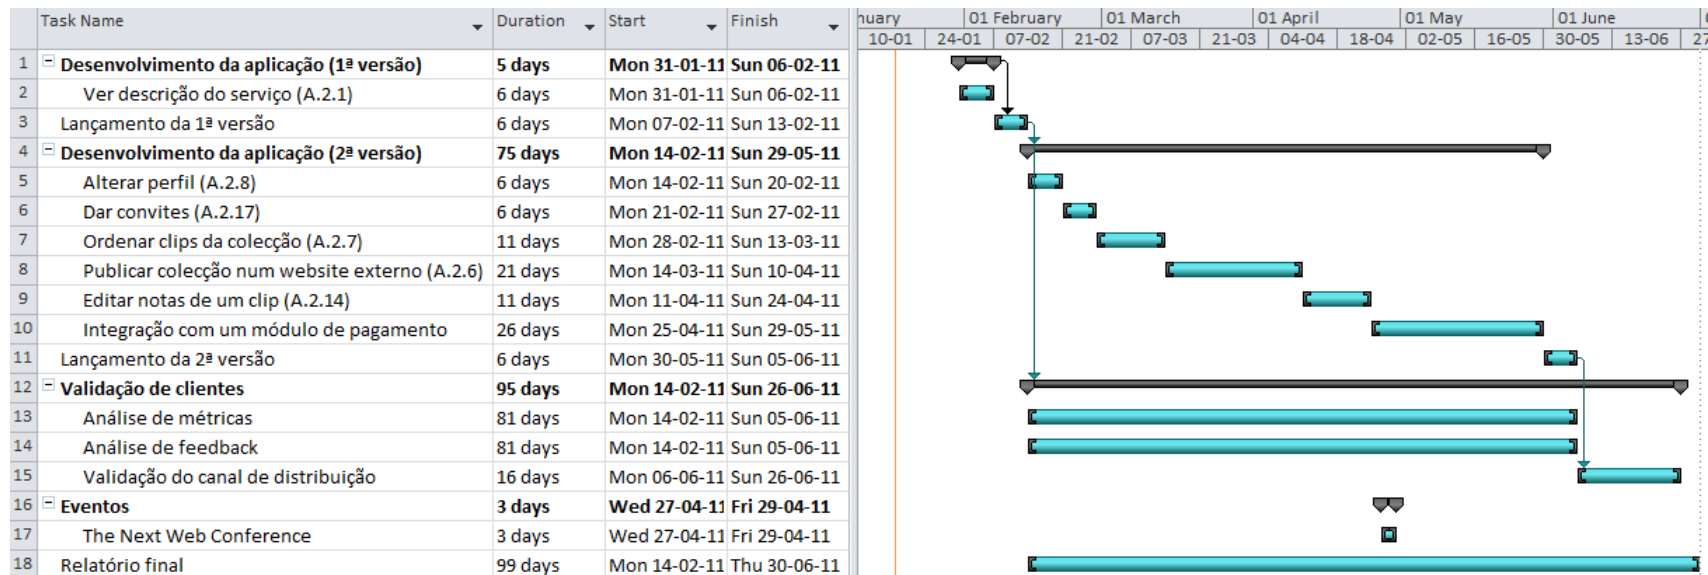 Task Name Duration Start Finish nuary 01 February 01 March 01 April 01 May 01 June
10-01 24-01 07-02 21-02 07-03 21-03 04-04 18-04 02-05 16-05 30-05 13-06 27
1 Desenvolvimento da aplicação (1ª versão) 5 days Mon 31-01-11 Sun 06-02-11
2 Ver descrição do serviço (A.2.1) 6 days Mon 31-01-11 Sun 06-02-11
3 Lançamento da 1ª versão 6 days Mon 07-02-11 Sun 13-02-11
4 Desenvolvimento da aplicação (2ª versão) 75 days Mon 14-02-11 Sun 29-05-11
5 Alterar perfil (A.2.8) 6 days Mon 14-02-11 Sun 20-02-11
6 Dar convites (A.2.17) 6 days Mon 21-02-11 Sun 27-02-11
7 Ordenar clips da colecção (A.2.7) 11 days Mon 28-02-11 Sun 13-03-11
8 Publicar colecção num website externo (A.2.6) 21 days Mon 14-03-11 Sun 10-04-11
9 Editar notas de um clip (A.2.14) 11 days Mon 11-04-11 Sun 24-04-11
10 Integração com um módulo de pagamento 26 days Mon 25-04-11 Sun 29-05-11
11 Lançamento da 2ª versão 6 days Mon 30-05-11 Sun 05-06-11
12 Validação de clientes 95 days Mon 14-02-11 Sun 26-06-11
13 Análise de métricas 81 days Mon 14-02-11 Sun 05-06-11
14 Análise de feedback 81 days Mon 14-02-11 Sun 05-06-11
15 Validação do canal de distribuição 16 days Mon 06-06-11 Sun 26-06-11
16 Eventos 3 days Wed 27-04-11 Fri 29-04-11
17 The Next Web Conference 3 days Wed 27-04-11 Fri 29-04-11
18 Relatório final 99 days Mon 14-02-11 Thu 30-06-11